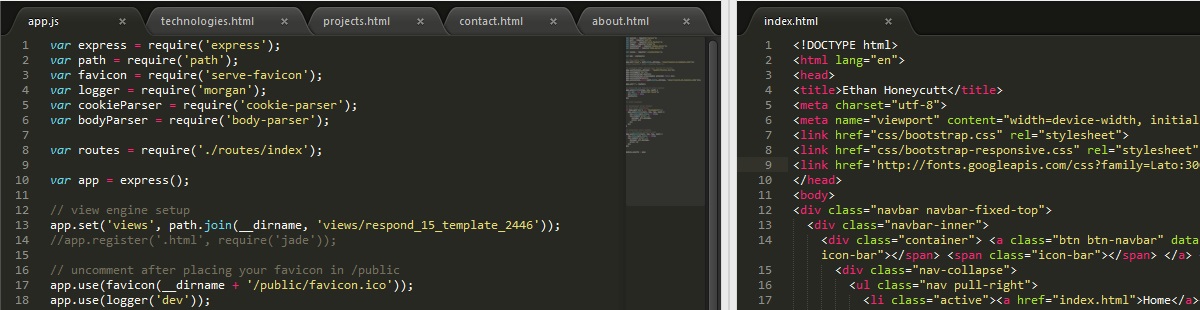 app.js × technologies.html × projects.html × contact.html × about.html ×
1 var express = require('express');
2 var path = require('path');
3 var favicon = require('serve-favicon');
4 var logger = require('morgan');
5 var cookieParser = require('cookie-parser');
6 var bodyParser = require('body-parser');
7
8 var routes = require('./routes/index');
9
10 var app = express();
11
12 // view engine setup
13 app.set('views', path.join(__dirname, 'views/respond_15_template_2446'));
14 //app.register('.html', require('jade'));
15
16 // uncomment after placing your favicon in /public
17 app.use(favicon(__dirname + '/public/favicon.ico'));
18 app.use(logger('dev'));
index.html ×
1 <!DOCTYPE html>
2 <html lang="en">
3 <head>
4 <title>Ethan Honeycutt</title>
5 <meta charset="utf-8">
6 <meta name="viewport" content="width=device-width, initial
7 <link href="css/bootstrap.css" rel="stylesheet">
8 <link href="css/bootstrap-responsive.css" rel="stylesheet"
9 <link href='http://fonts.googleapis.com/css?family=Lato:30
10 </head>
11 <body>
12 <div class="navbar navbar-fixed-top">
13 <div class="navbar-inner">
14 <div class="container"> <a class="btn btn-navbar" data
icon-bar"></span> <span class="icon-bar"></span> </a>
15 <div class="nav-collapse">
16 <ul class="nav pull-right">
17 <li class="active"><a href="index.html">Home</a>